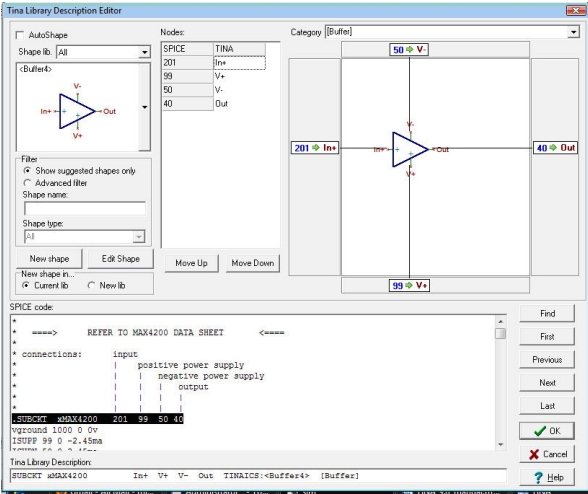 Tina Library Description Editor
AutoShape
Shape lib. All
<Buffer4>
V-
In+
Out
V+
Filter
Show suggested shapes only
Advanced filter
Shape name:
Shape type:
All
New shape Edit Shape
New shape in...
Current lib New lib
Nodes:
SPICE TINA
201 In+
99 V+
50 V-
40 Out
Move Up Move Down
Category [Buffer]
50 V-
201 In+
V-
In+
Out
V+
40 Out
99 V+
SPICE code:
*
* ====> REFER TO MAX4200 DATA SHEET <====
*
* connections: input
* | positive power supply
* | | negative power supply
* | | | output
* | | | |
* | | | |
.SUBCKT xMAX4200 201 99 50 40
vground 1000 0 0v
ISUPP 99 0 -2.45ma
Find
First
Previous
Next
Last
OK
Cancel
Help
Tina Library Description:
SUBCKT xMAX4200 In+ V+ V- Out TINAICS:<Buffer4> [Buffer]